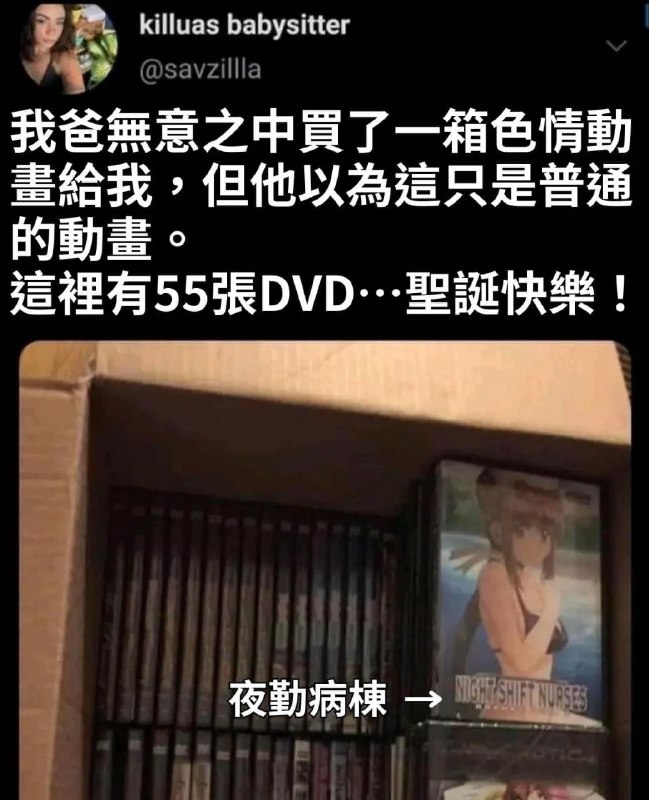 killuas babysitter
@savzillla
我爸無意之中買了一箱色情動
畫給我，但他以為這只是普通
的動畫。
這裡有55張DVD…聖誕快樂！
夜勤病棟 →
NIGHT SHIFT NURSES